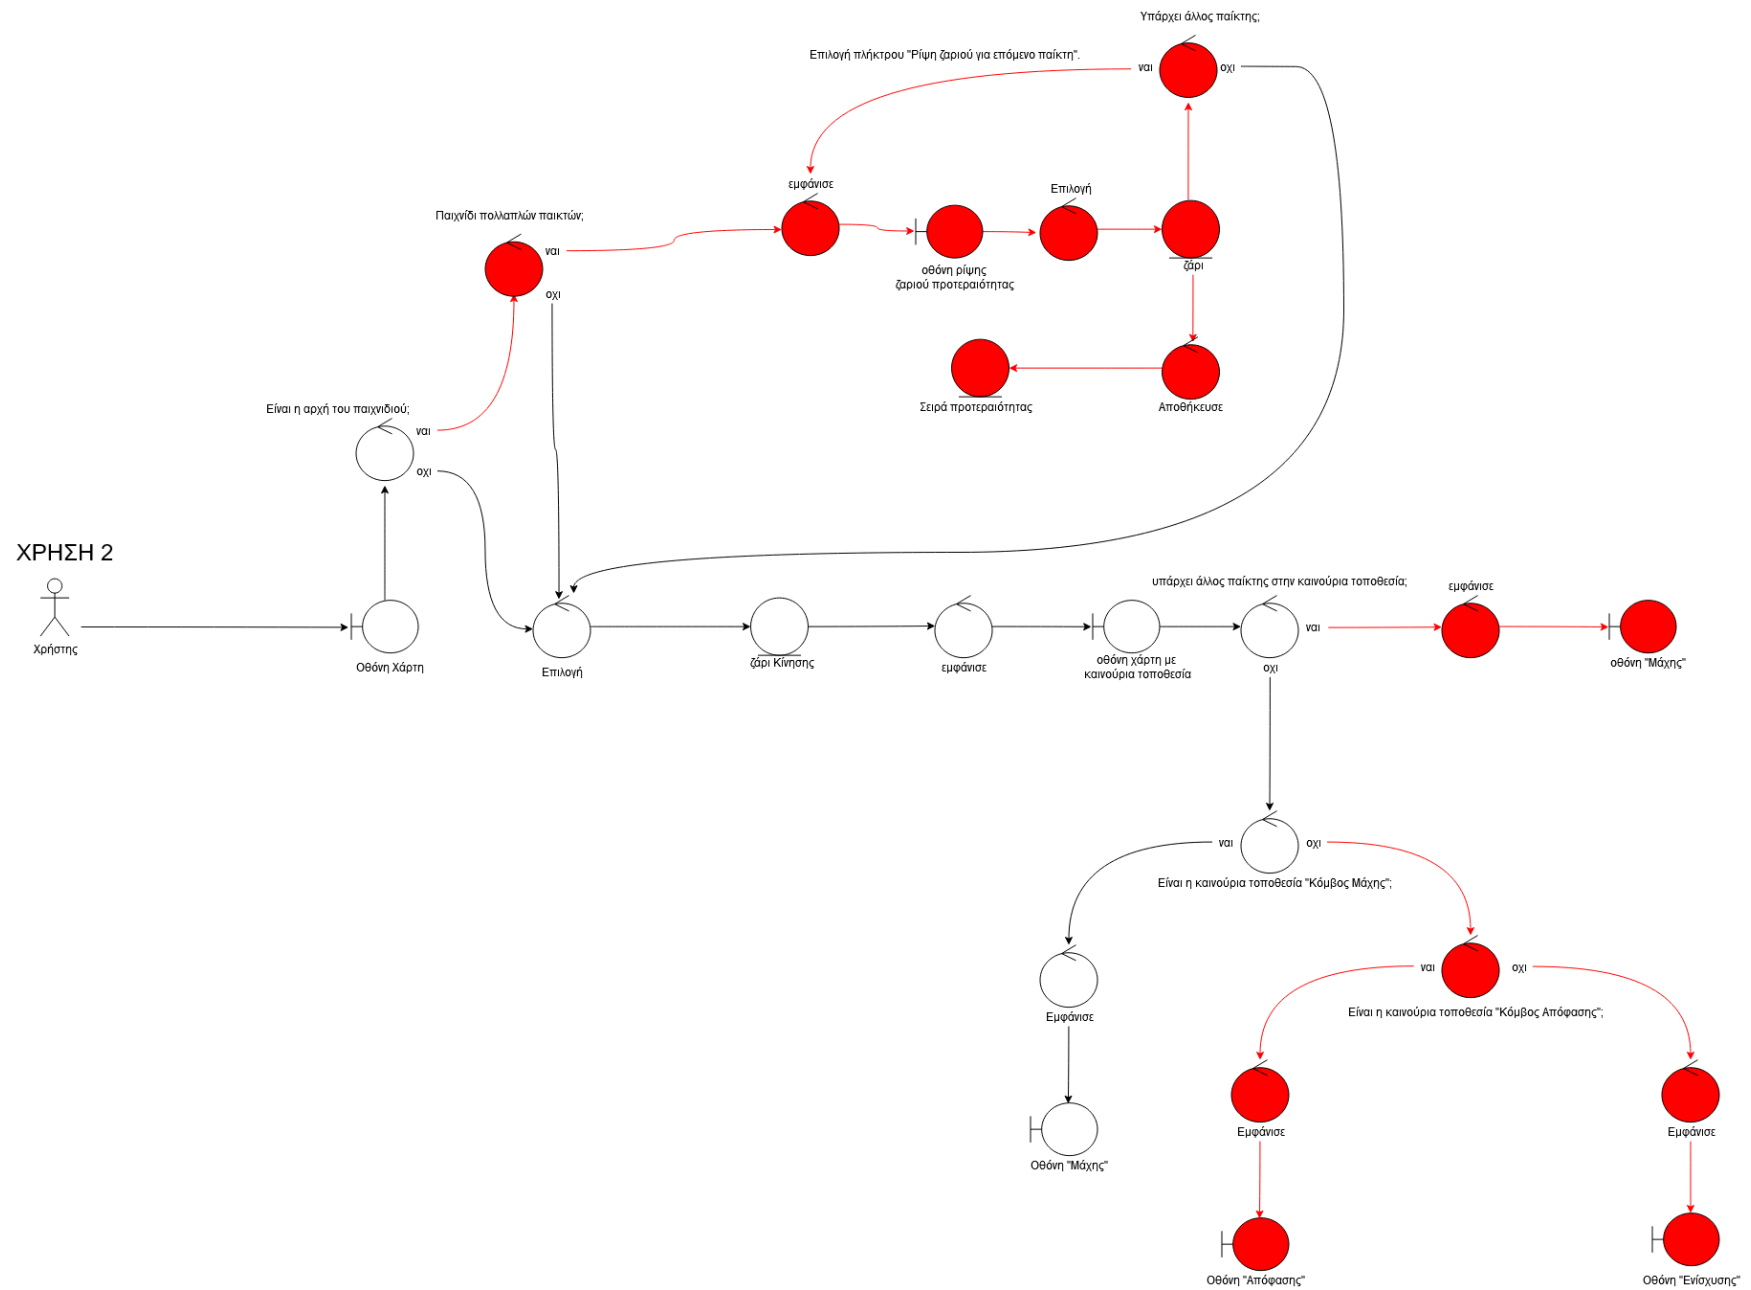 Υπάρχει άλλος παίκτης;
Επιλογή πλήκτρου "Ρίψη ζαριού για επόμενο παίκτη".
ναι
οχι
εμφάνισε
Επιλογή
Παιχνίδι πολλαπλών παικτών;
ναι
οθόνη ρίψης
ζαριού προτεραιότητας
ζάρι
οχι
Σειρά προτεραιότητας
Αποθήκευσε
Είναι η αρχή του παιχνιδιού;
ναι
οχι
ΧΡΗΣΗ 2
Χρήστης
Οθόνη Χάρτη
Επιλογή
ζάρι Κίνησης
εμφάνισε
οθόνη χάρτη με
καινούρια τοποθεσία
υπάρχει άλλος παίκτης στην καινούρια τοποθεσία;
ναι
οχι
εμφάνισε
οθόνη "Μάχης"
ναι
οχι
Είναι η καινούρια τοποθεσία "Κόμβος Μάχης";
ναι
οχι
Είναι η καινούρια τοποθεσία "Κόμβος Απόφασης";
Εμφάνισε
Οθόνη "Μάχης"
Εμφάνισε
Εμφάνισε
Οθόνη "Απόφασης"
Οθόνη "Ενίσχυσης"